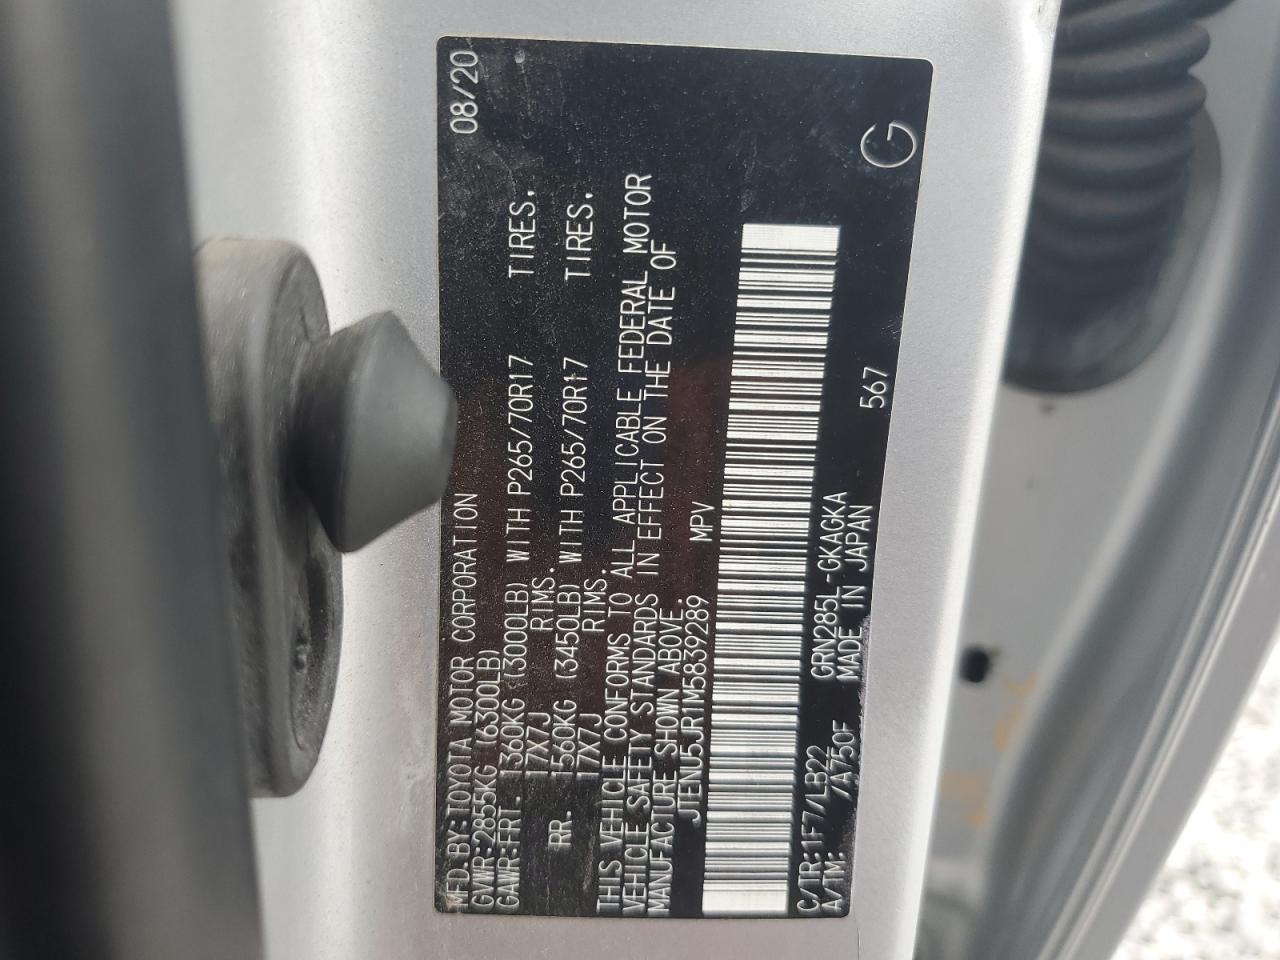 MFD.BY:TOYOTA MOTOR CORPORATION 08/20
GVWR:2855KG (6300LB)
GAWR:FRT. 1360KG (3000LB) WITH P265/70R17 TIRES,
17X7J RIMS.
RR. 1560KG (3450LB) WITH P265/70R17 TIRES,
17X7J RIMS.
THIS VEHICLE CONFORMS TO ALL APPLICABLE FEDERAL MOTOR
VEHICLE SAFETY STANDARDS IN EFFECT ON THE DATE OF
MANUFACTURE SHOWN ABOVE.
JTENU5JR1M5839289 MPV
C/TR:1F7/LB22 GRN285L-GKAGKA 567
A/TM: /A750F MADE IN JAPAN
G